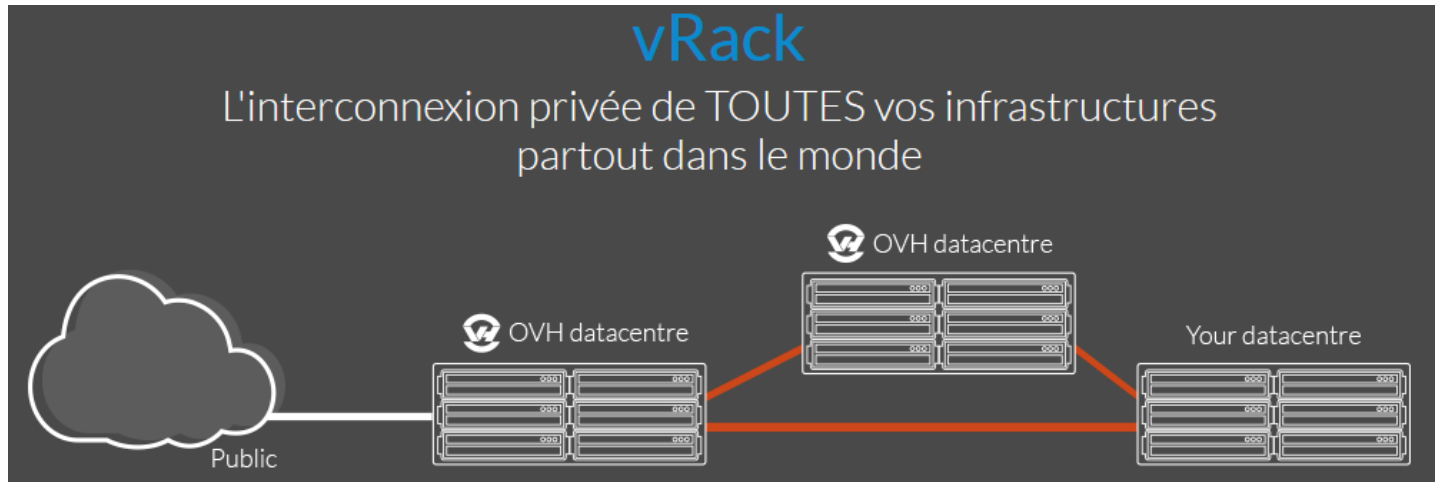 vRack
L'interconnexion privée de TOUTES vos infrastructures
partout dans le monde
OVH datacentre
OVH datacentre
Your datacentre
Public